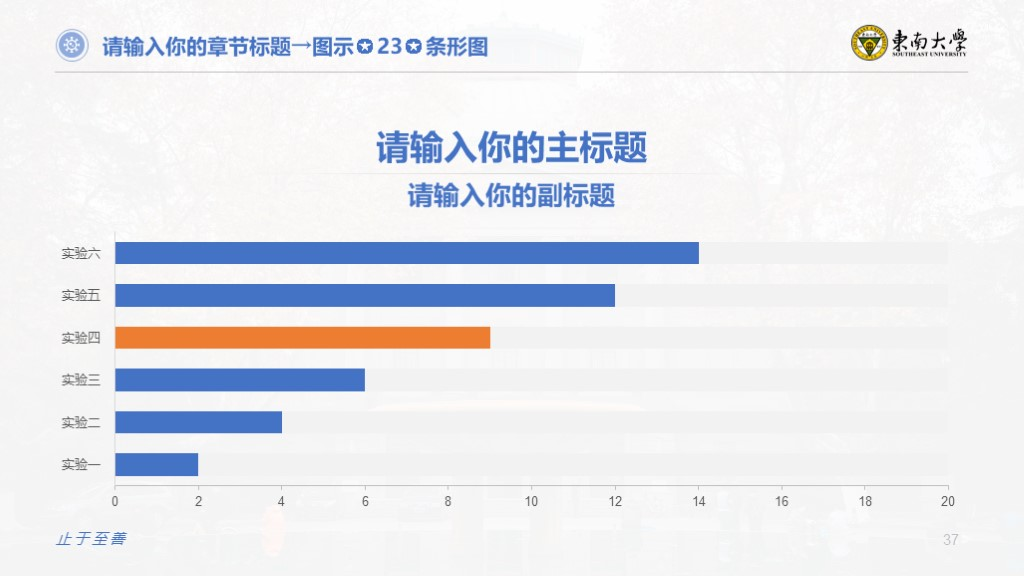 请输入你的章节标题→图示✪23✪条形图
東南大學
SOUTHEAST UNIVERSITY
请输入你的主标题
请输入你的副标题
实验六
实验五
实验四
实验三
实验二
实验一
0 2 4 6 8 10 12 14 16 18 20
止于至善
37